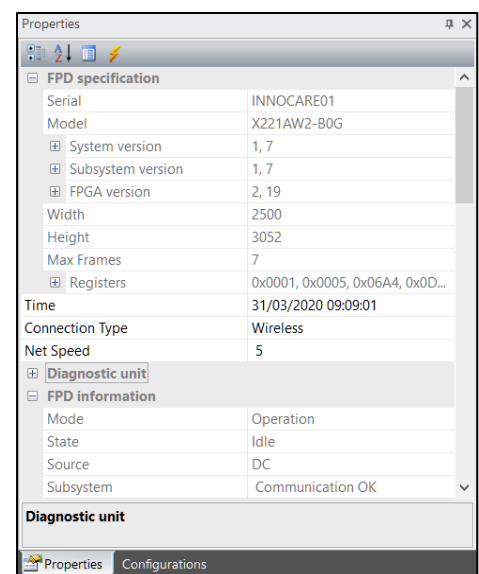 Properties
FPD specification
Serial INNOCARE01
Model X221AW2-B0G
System version 1, 7
Subsystem version 1, 7
FPGA version 2, 19
Width 2500
Height 3052
Max Frames 7
Registers 0x0001, 0x0005, 0x06A4, 0x0D...
Time 31/03/2020 09:09:01
Connection Type Wireless
Net Speed 5
Diagnostic unit
FPD information
Mode Operation
State Idle
Source DC
Subsystem Communication OK
Diagnostic unit
Properties Configurations